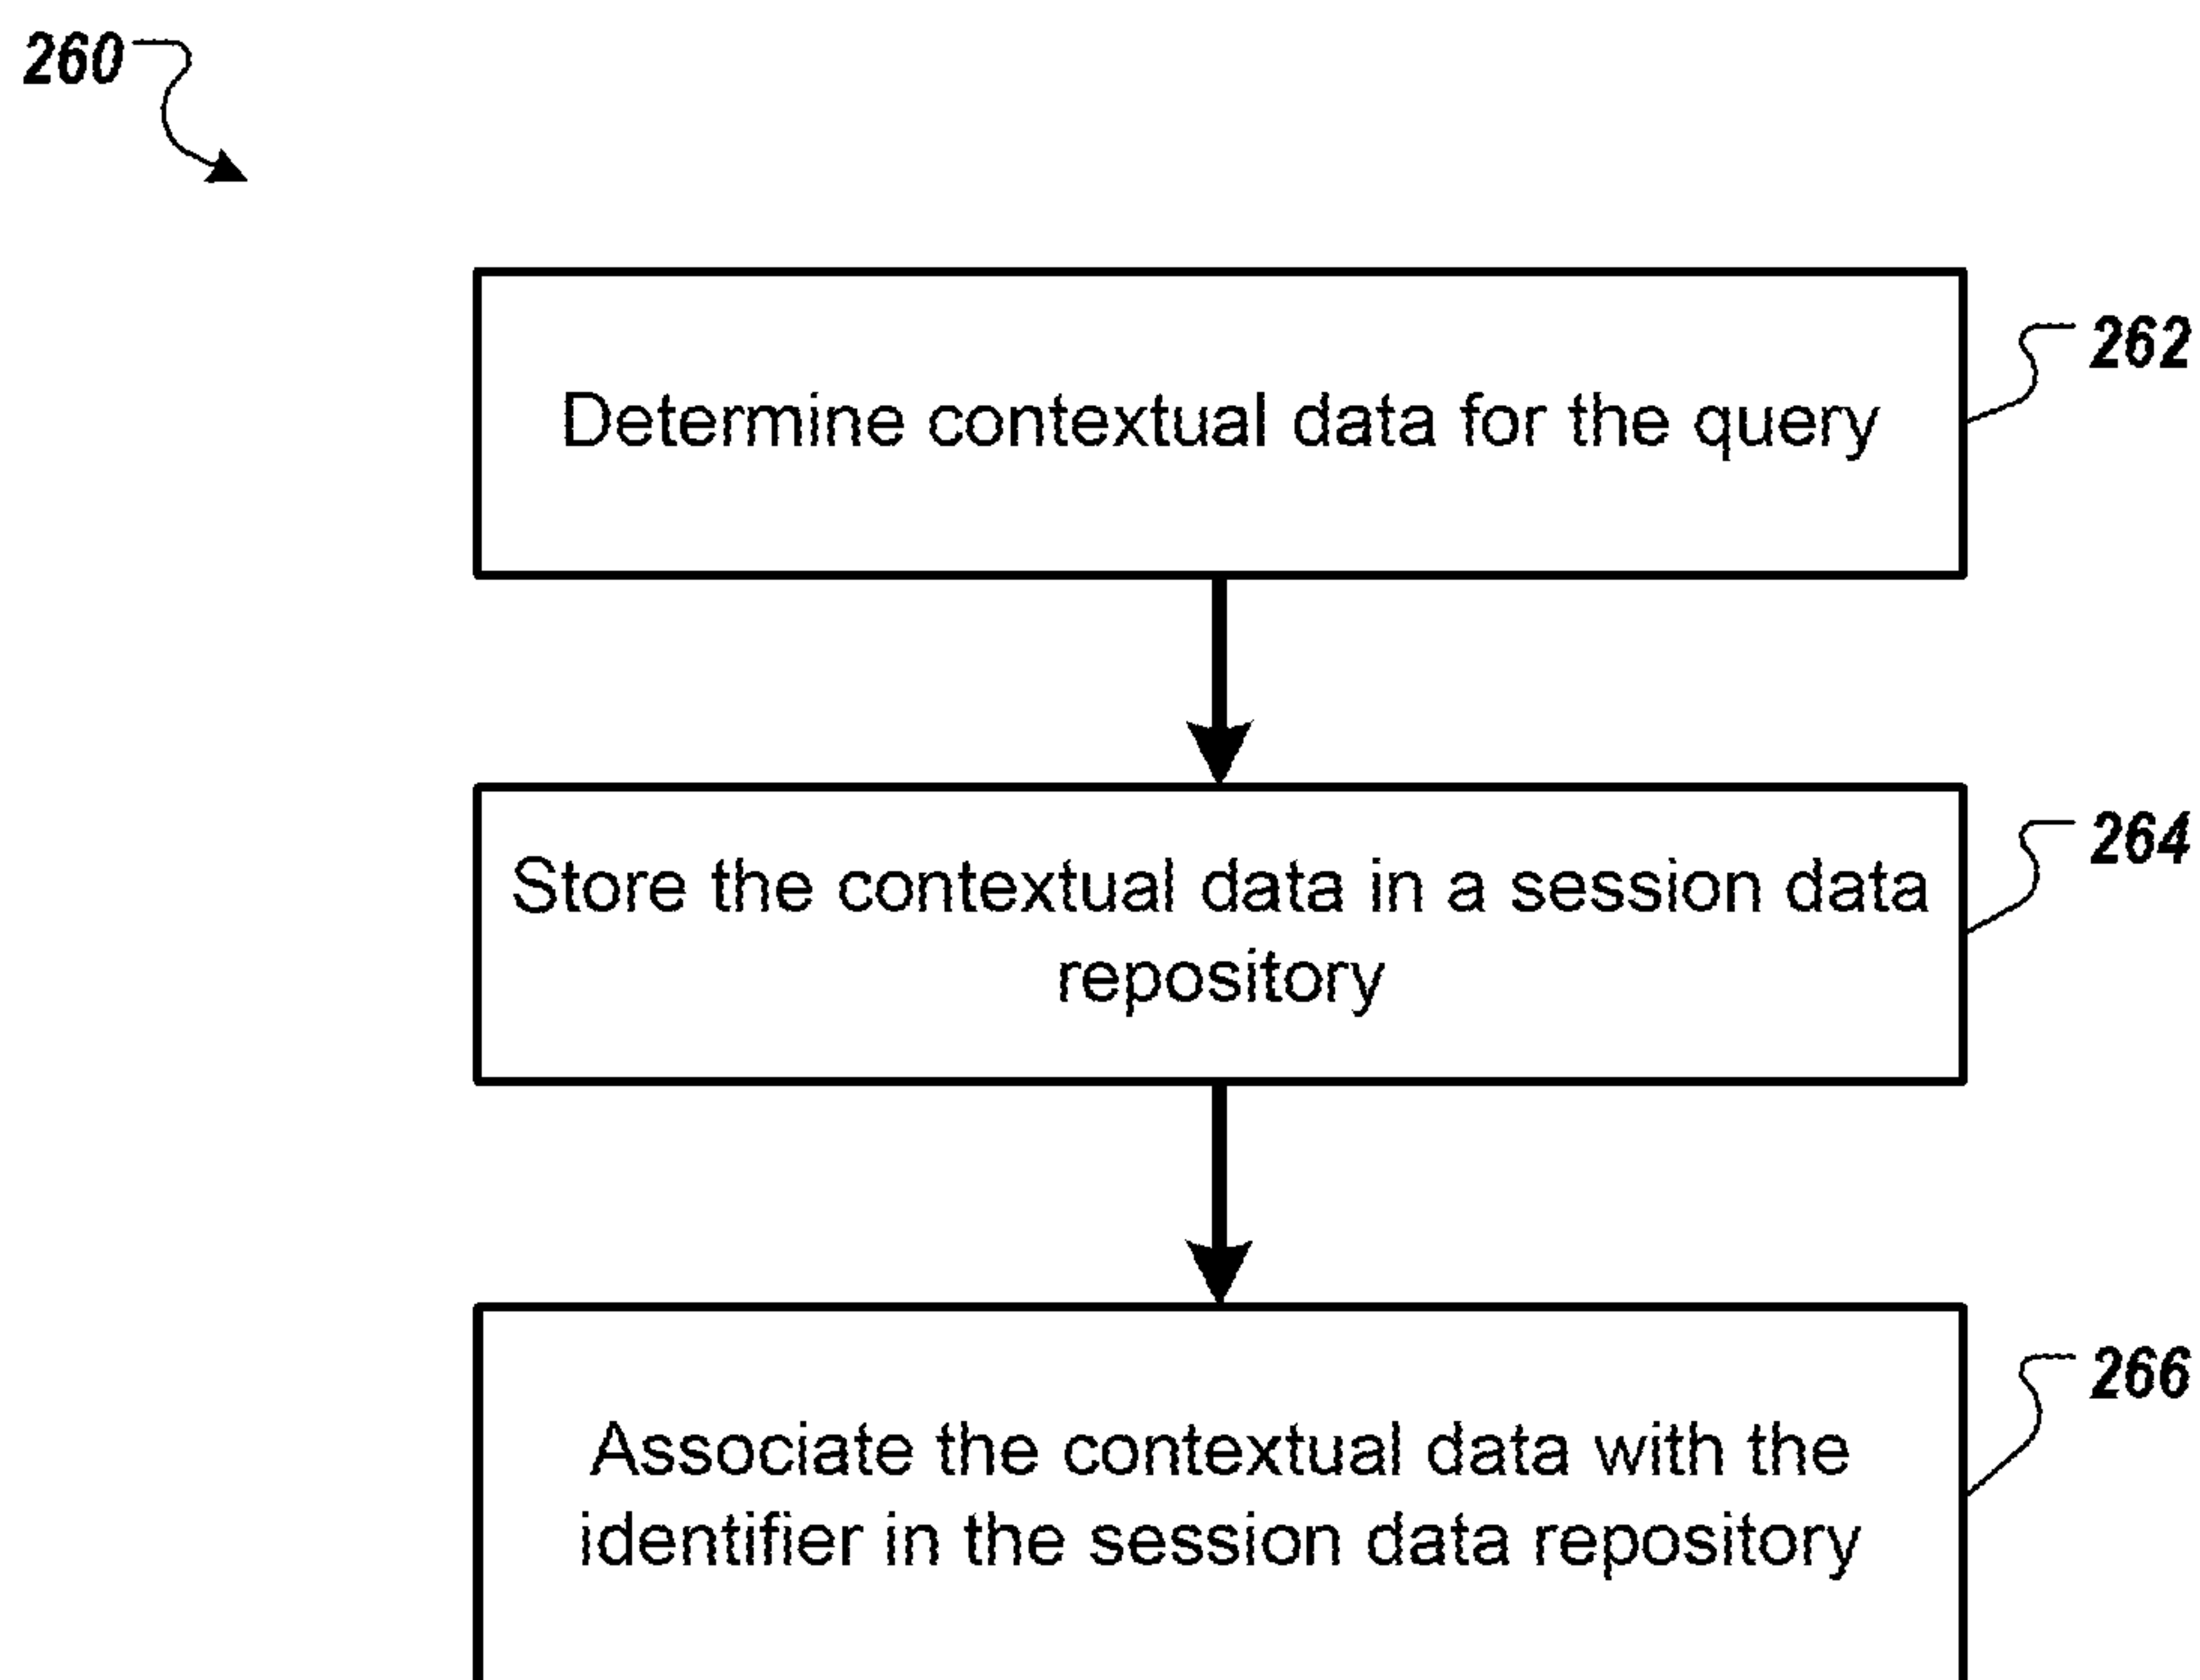 260
Determine contextual data for the query
262
Store the contextual data in a session data
repository
264
Associate the contextual data with the
identifier in the session data repository
266